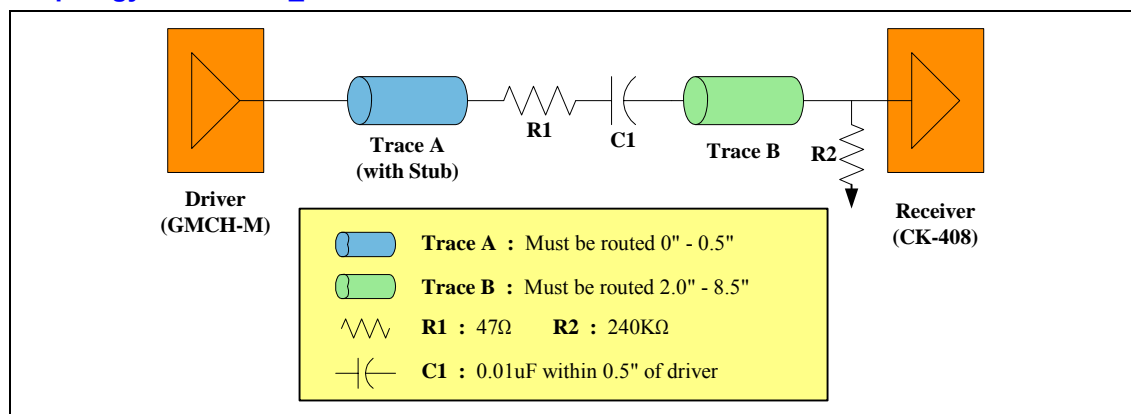 R1
C1
R2
Trace A
(with Stub)
Trace B
Driver
(GMCH-M)
Receiver
(CK-408)
Trace A : Must be routed 0" - 0.5"
Trace B : Must be routed 2.0" - 8.5"
R1 : 47Ω R2 : 240KΩ
C1 : 0.01uF within 0.5" of driver